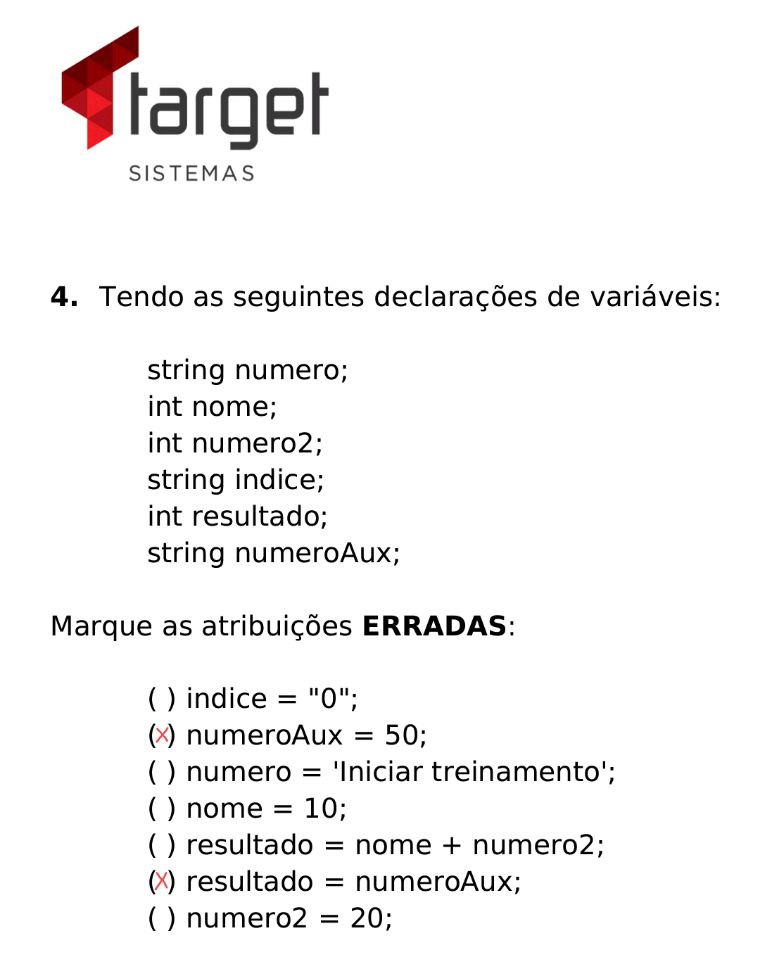 target
SISTEMAS
4. Tendo as seguintes declarações de variáveis:
string numero;
int nome;
int numero2;
string indice;
int resultado;
string numeroAux;
Marque as atribuições ERRADAS:
( ) indice = "0";
(X) numeroAux = 50;
( ) numero = 'Iniciar treinamento';
( ) nome = 10;
( ) resultado = nome + numero2;
(X) resultado = numeroAux;
( ) numero2 = 20;